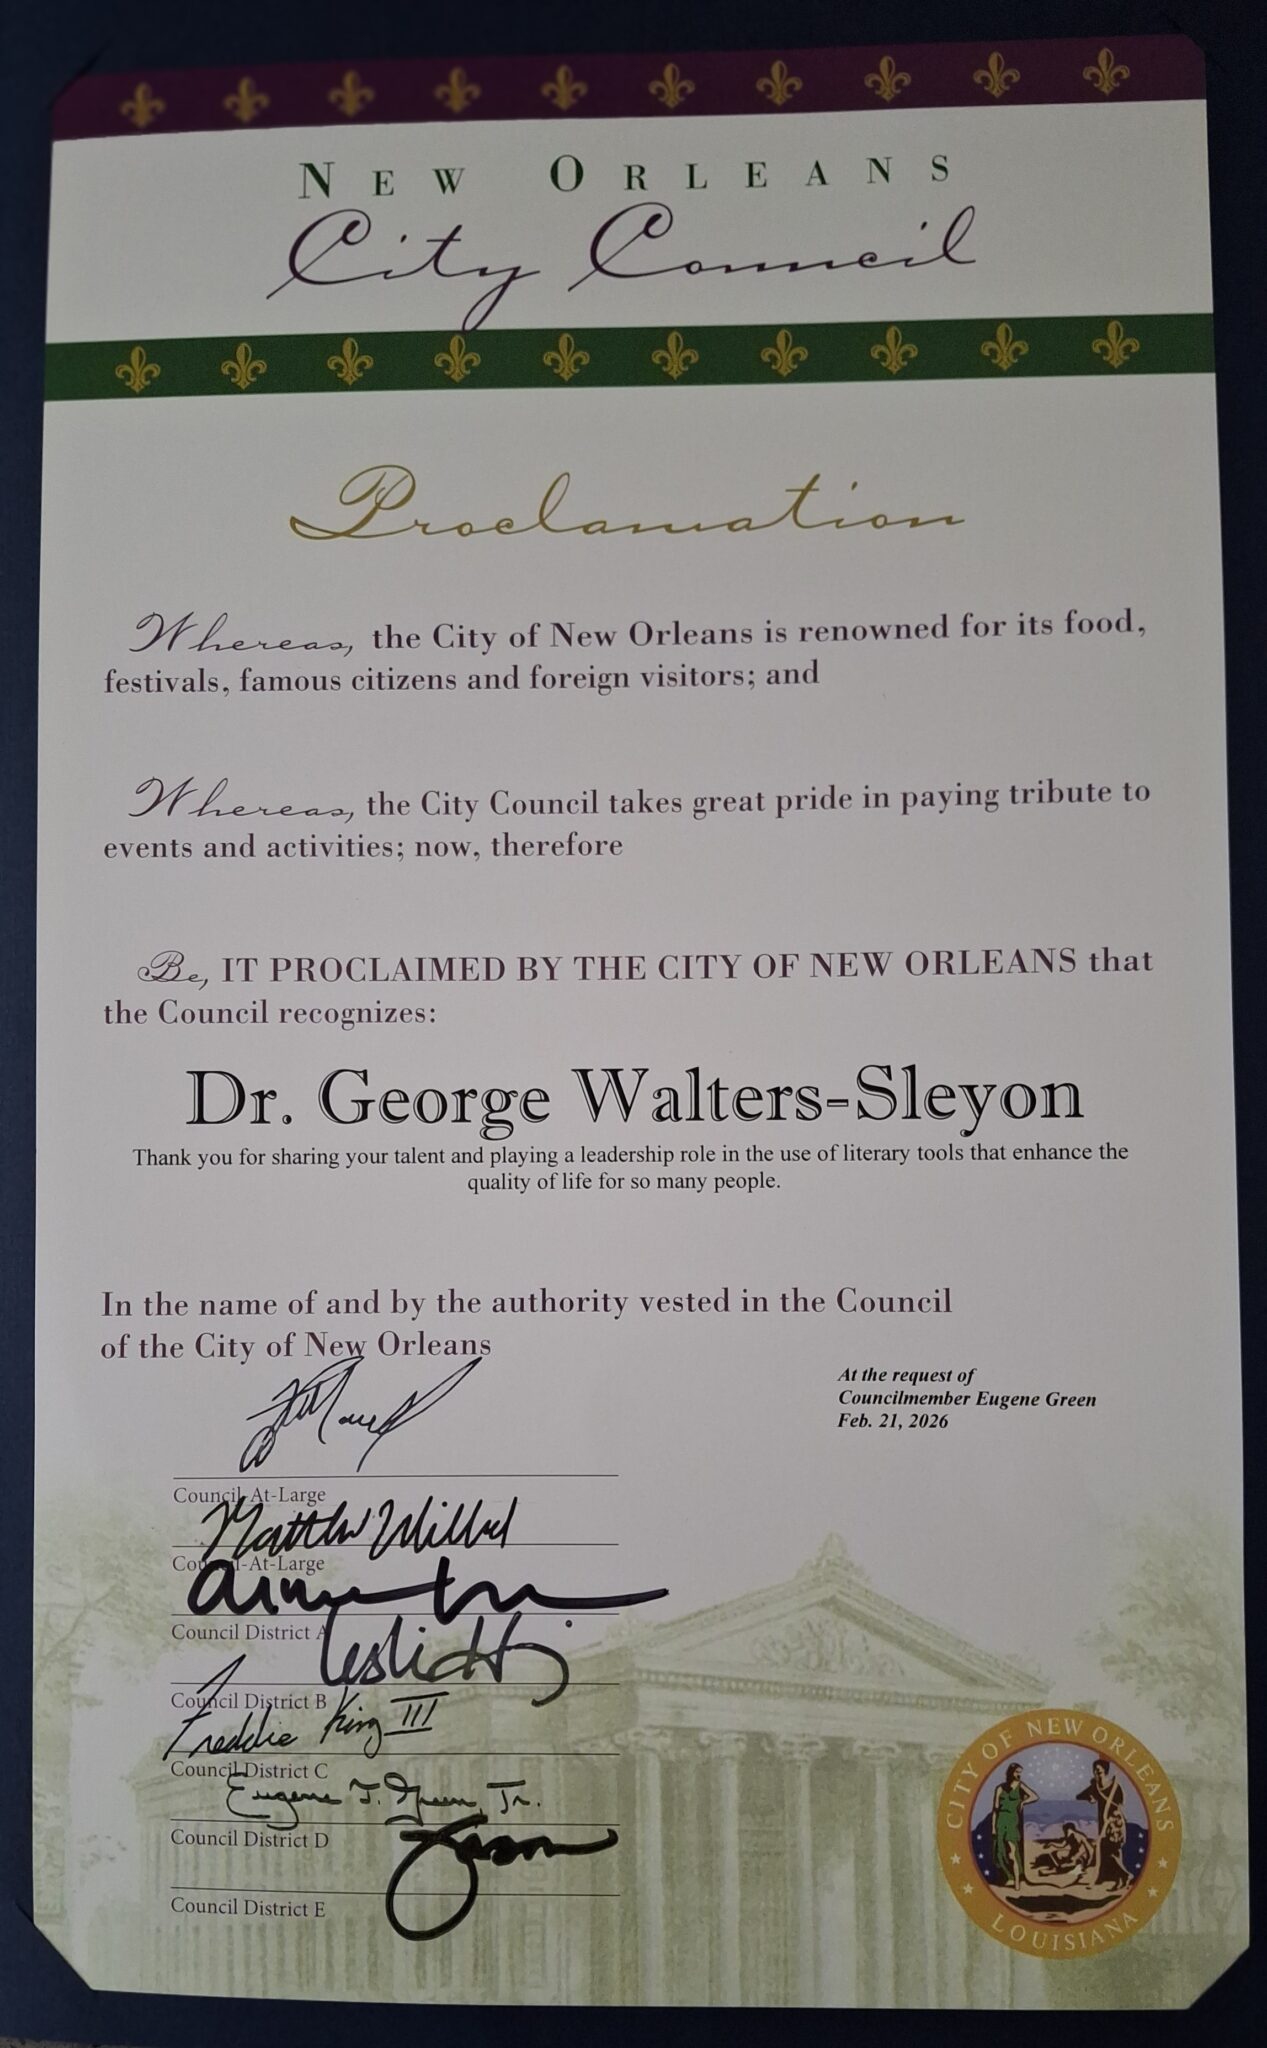 NEW ORLEANS
City Council
Proclamation
Whereas, the City of New Orleans is renowned for its food,
festivals, famous citizens and foreign visitors; and
Whereas, the City Council takes great pride in paying tribute to
events and activities; now, therefore
Be, IT PROCLAIMED BY THE CITY OF NEW ORLEANS that
the Council recognizes:
Dr. George Walters-Sleyon
Thank you for sharing your talent and playing a leadership role in the use of literary tools that enhance the
quality of life for so many people.
In the name of and by the authority vested in the Council
of the City of New Orleans
At the request of
Councilmember Eugene Green
Feb. 21, 2026
Council-At-Large
Matthew Willard
Council-At-Large
Council District A
Council District B
Freddie King III
Council District C
Eugene J. Green, Jr.
Council District D
Council District E
CITY OF NEW ORLEANS
LOUISIANA